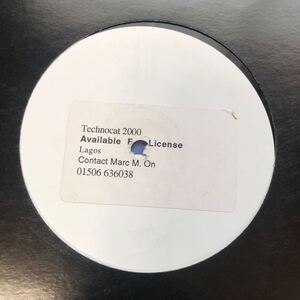 Technocat 2000
Available F License
Lagos
Contact Marc M. On
01506 636038